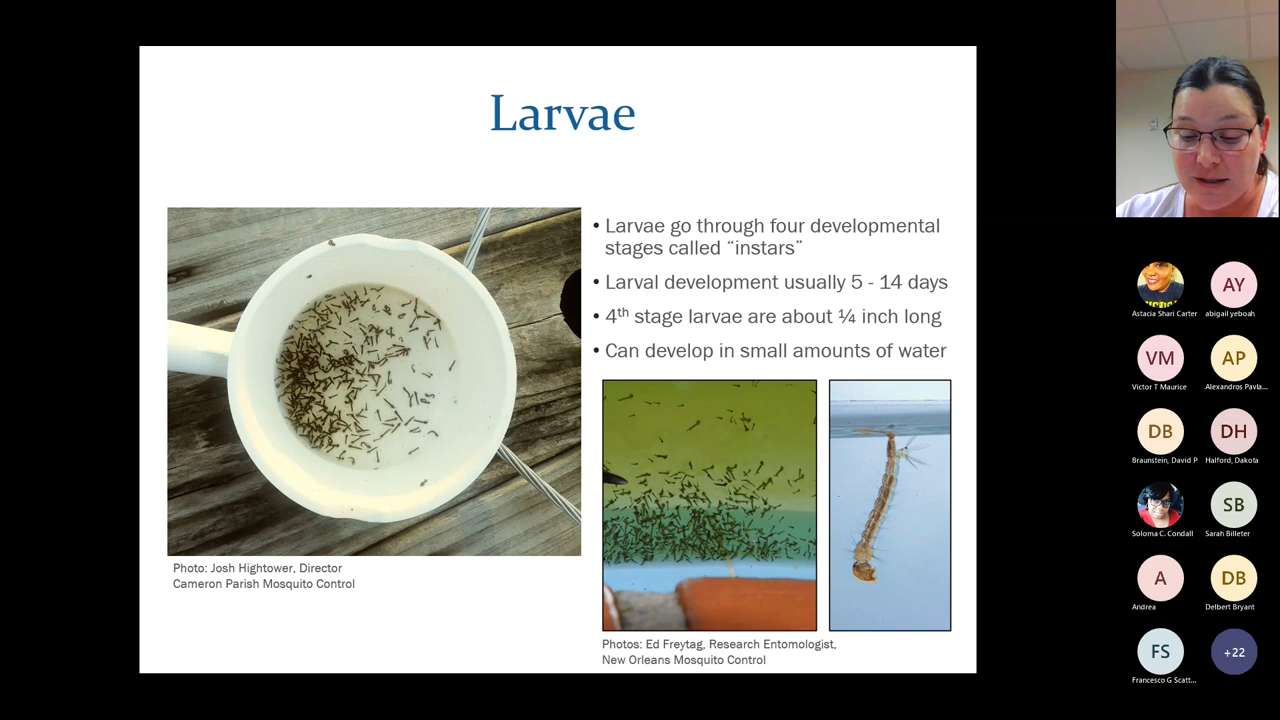 Larvae
• Larvae go through four developmental
stages called “instars”
• Larval development usually 5 - 14 days
• 4th stage larvae are about ¼ inch long
• Can develop in small amounts of water
Photo: Josh Hightower, Director
Cameron Parish Mosquito Control
Photos: Ed Freytag, Research Entomologist,
New Orleans Mosquito Control
Astacia Shari Carter
AY
abigail yeboah
VM
Victor T Maurice
AP
Alexandros Pavla...
DB
Braunstein, David P
DH
Halford, Dakota
Soloma C. Condall
SB
Sarah Billeter
A
Andrea
DB
Delbert Bryant
FS
Francesco G Scatt...
+22